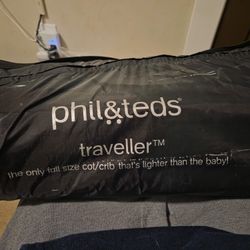 phil&teds®
traveller™
the only full size cot/crib that's lighter than the baby!